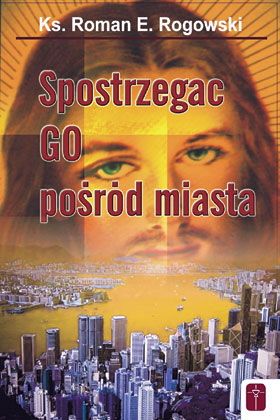 Ks. Roman E. Rogowski
Spostrzegac
GO
pośród miasta